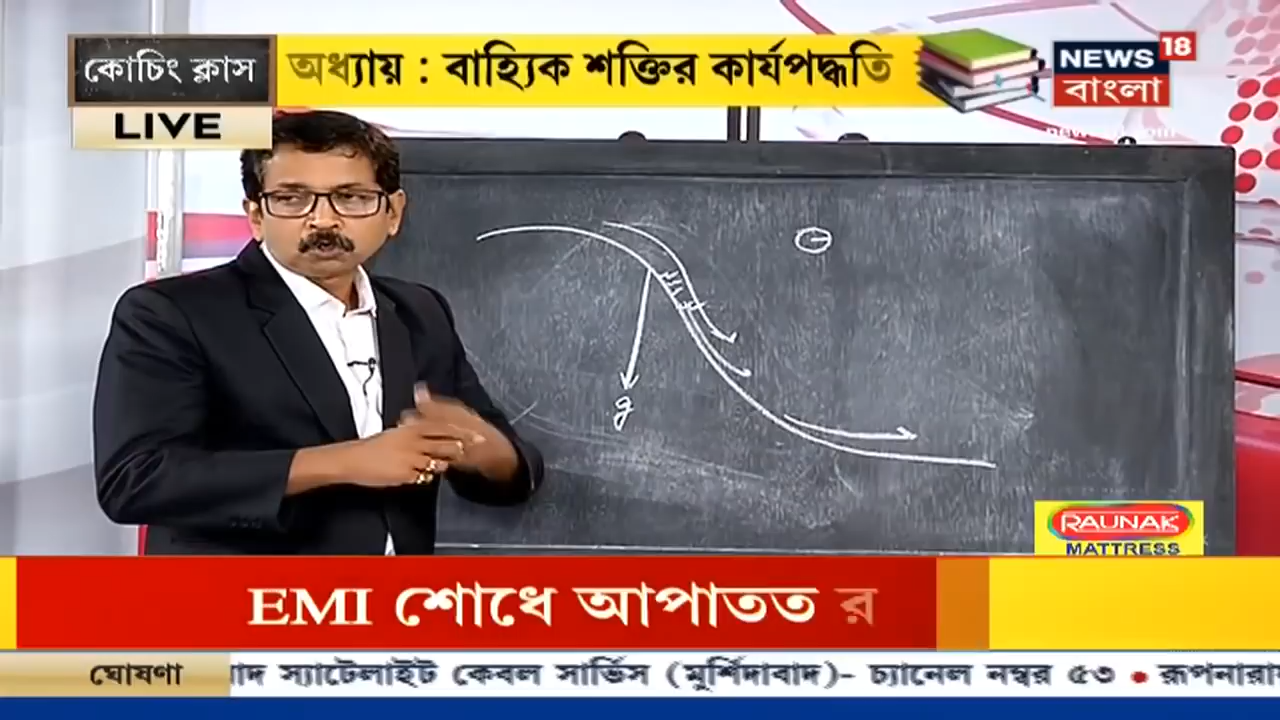 কোচিং ক্লাস
অধ্যায় : বাহ্যিক শক্তির কার্যপদ্ধতি
NEWS 18
বাংলা
LIVE
g
RAUNAK
MATTRESS
EMI শোধে আপাতত র
ঘোষণা
াদ স্যাটেলাইট কেবল সার্ভিস (মুর্শিদাবাদ)- চ্যানেল নম্বর ৫৩ • রূপনারা